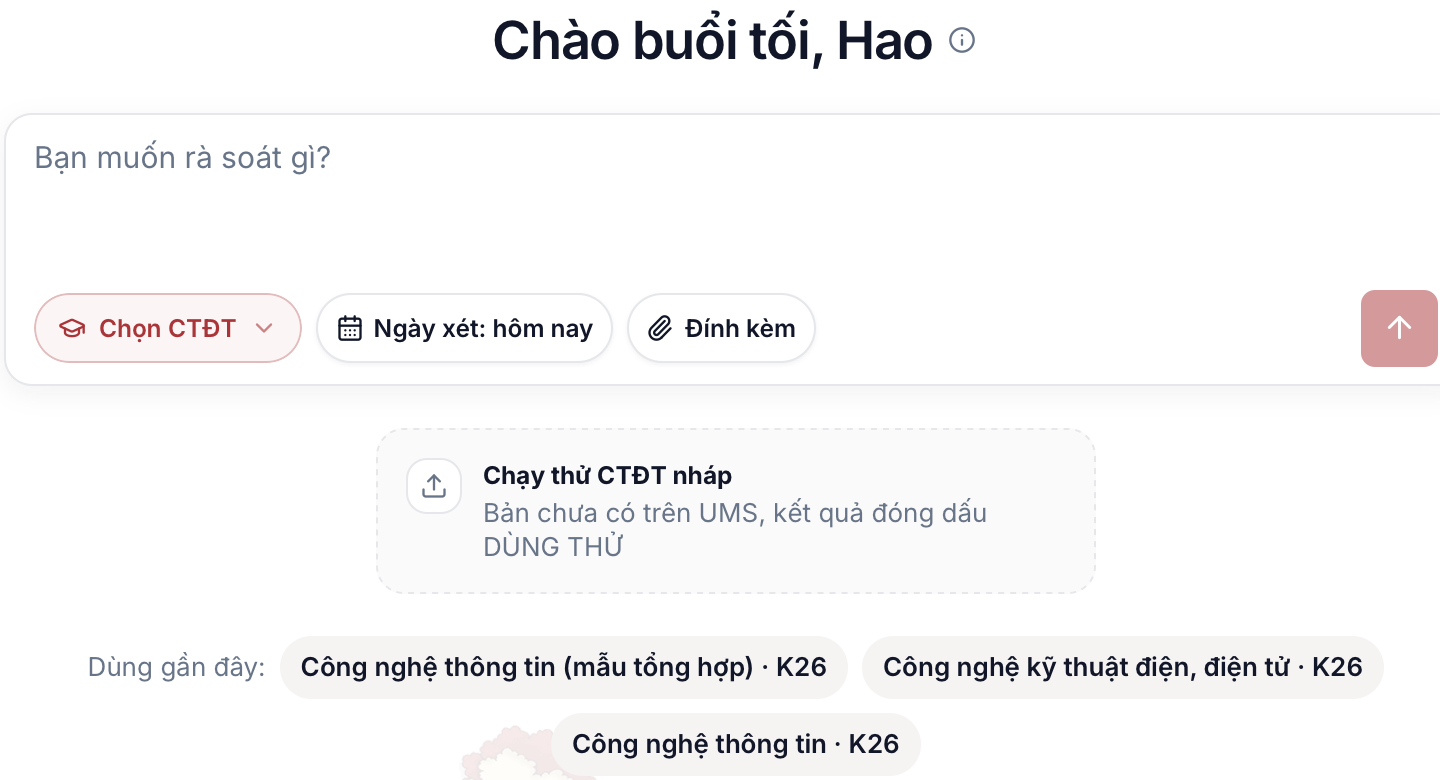 Chào buổi tối, Hao
Bạn muốn rà soát gì?
Chọn CTĐT
Ngày xét: hôm nay
Đính kèm
Chạy thử CTĐT nháp
Bản chưa có trên UMS, kết quả đóng dấu
DÙNG THỬ
Dùng gần đây:
Công nghệ thông tin (mẫu tổng hợp) · K26
Công nghệ kỹ thuật điện, điện tử · K26
Công nghệ thông tin · K26